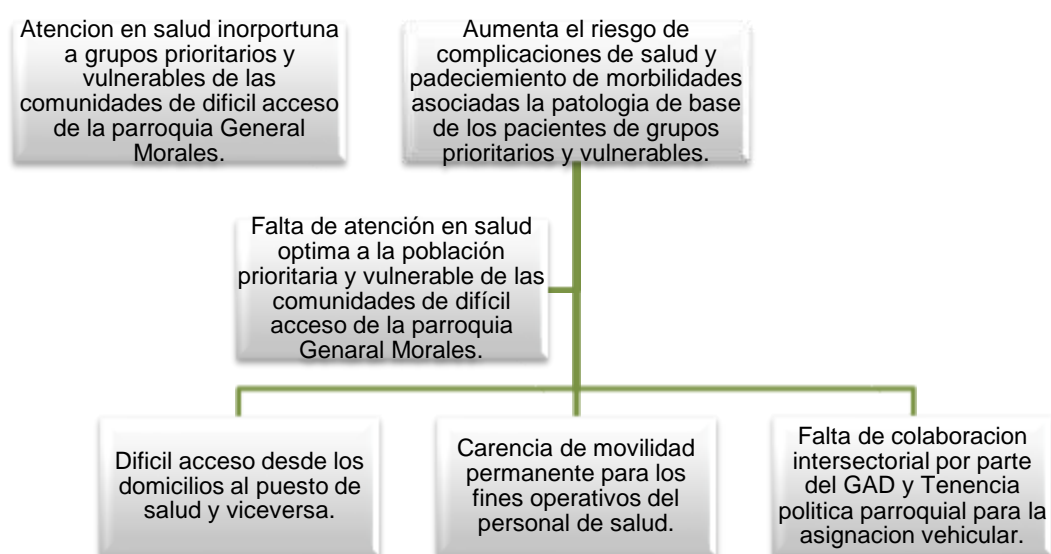 Atencion en salud inorportuna
a grupos prioritarios y
vulnerables de las
comunidades de dificil acceso
de la parroquia General
Morales.
Aumenta el riesgo de
complicaciones de salud y
padeciemiento de morbilidades
asociadas la patologia de base
de los pacientes de grupos
prioritarios y vulnerables.
Falta de atención en salud
optima a la población
prioritaria y vulnerable de las
comunidades de difícil
acceso de la parroquia
Genaral Morales.
Dificil acceso desde los
domicilios al puesto de
salud y viceversa.
Carencia de movilidad
permanente para los
fines operativos del
personal de salud.
Falta de colaboracion
intersectorial por parte
del GAD y Tenencia
politica parroquial para la
asignacion vehicular.